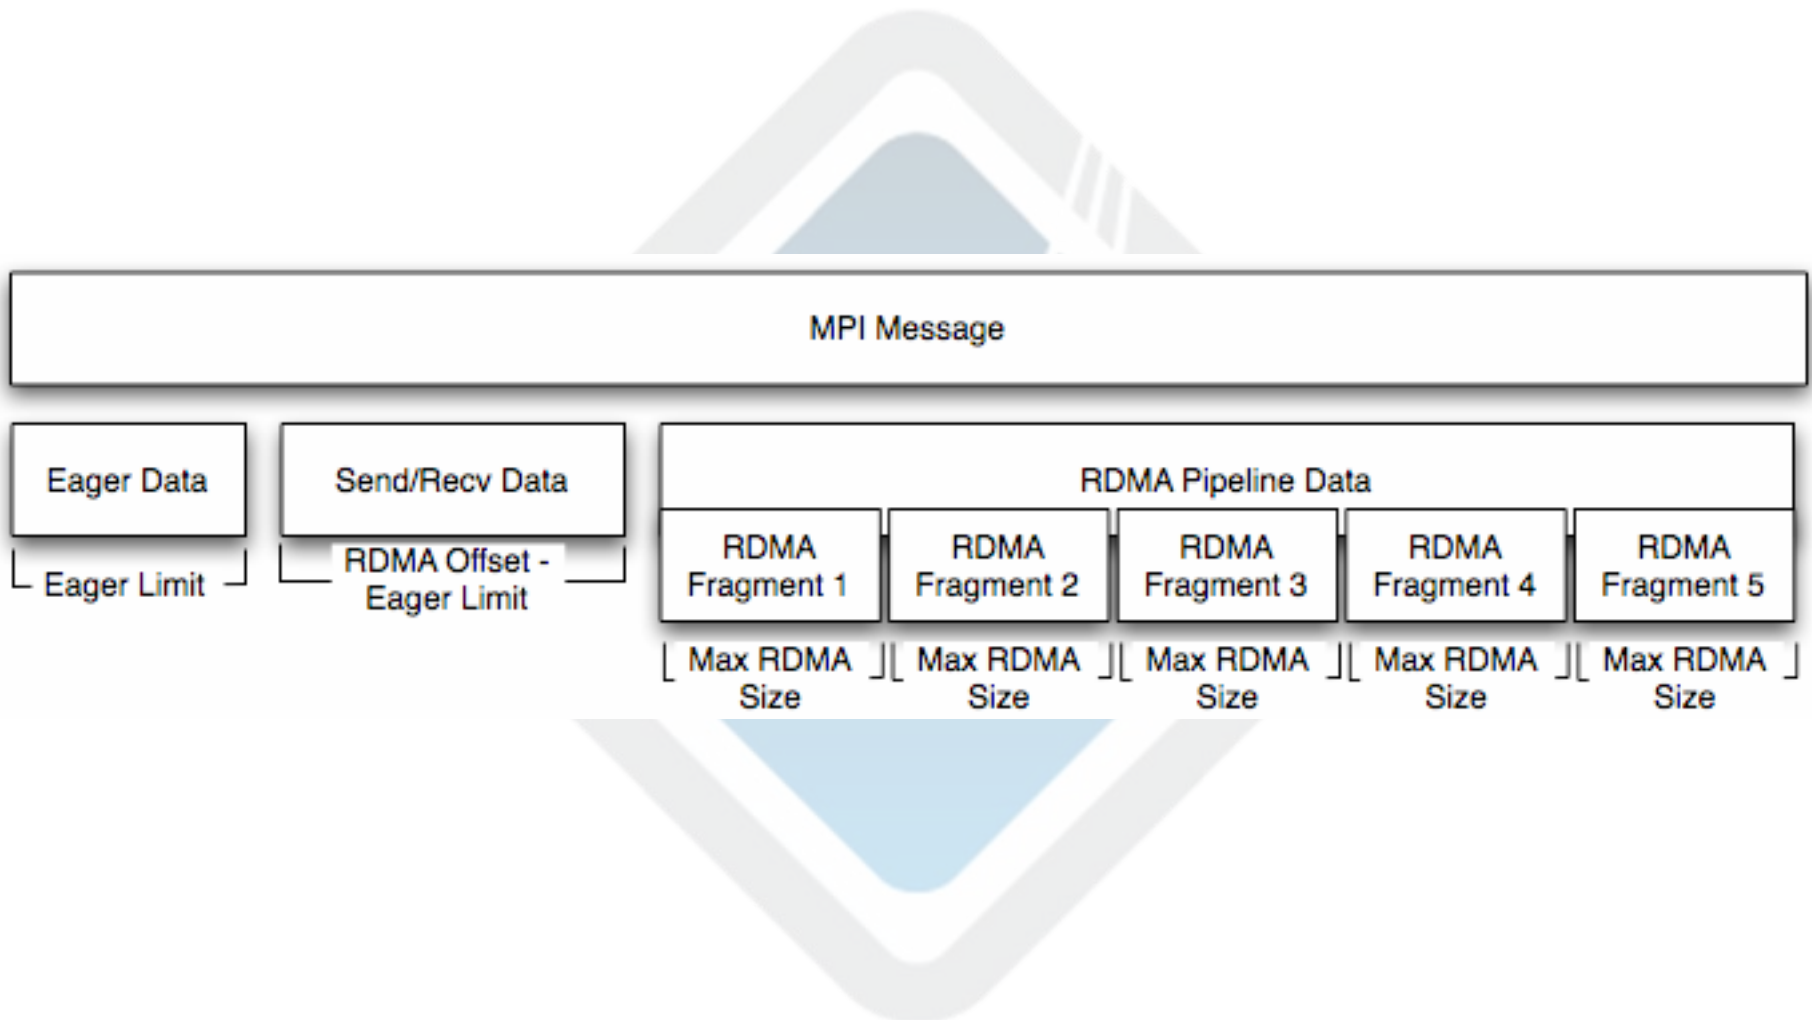 MPI Message
Eager Data
Send/Recv Data
RDMA Pipeline Data
RDMA
Fragment 1
RDMA
Fragment 2
RDMA
Fragment 3
RDMA
Fragment 4
RDMA
Fragment 5
Eager Limit
RDMA Offset -
Eager Limit
Max RDMA
Size
Max RDMA
Size
Max RDMA
Size
Max RDMA
Size
Max RDMA
Size